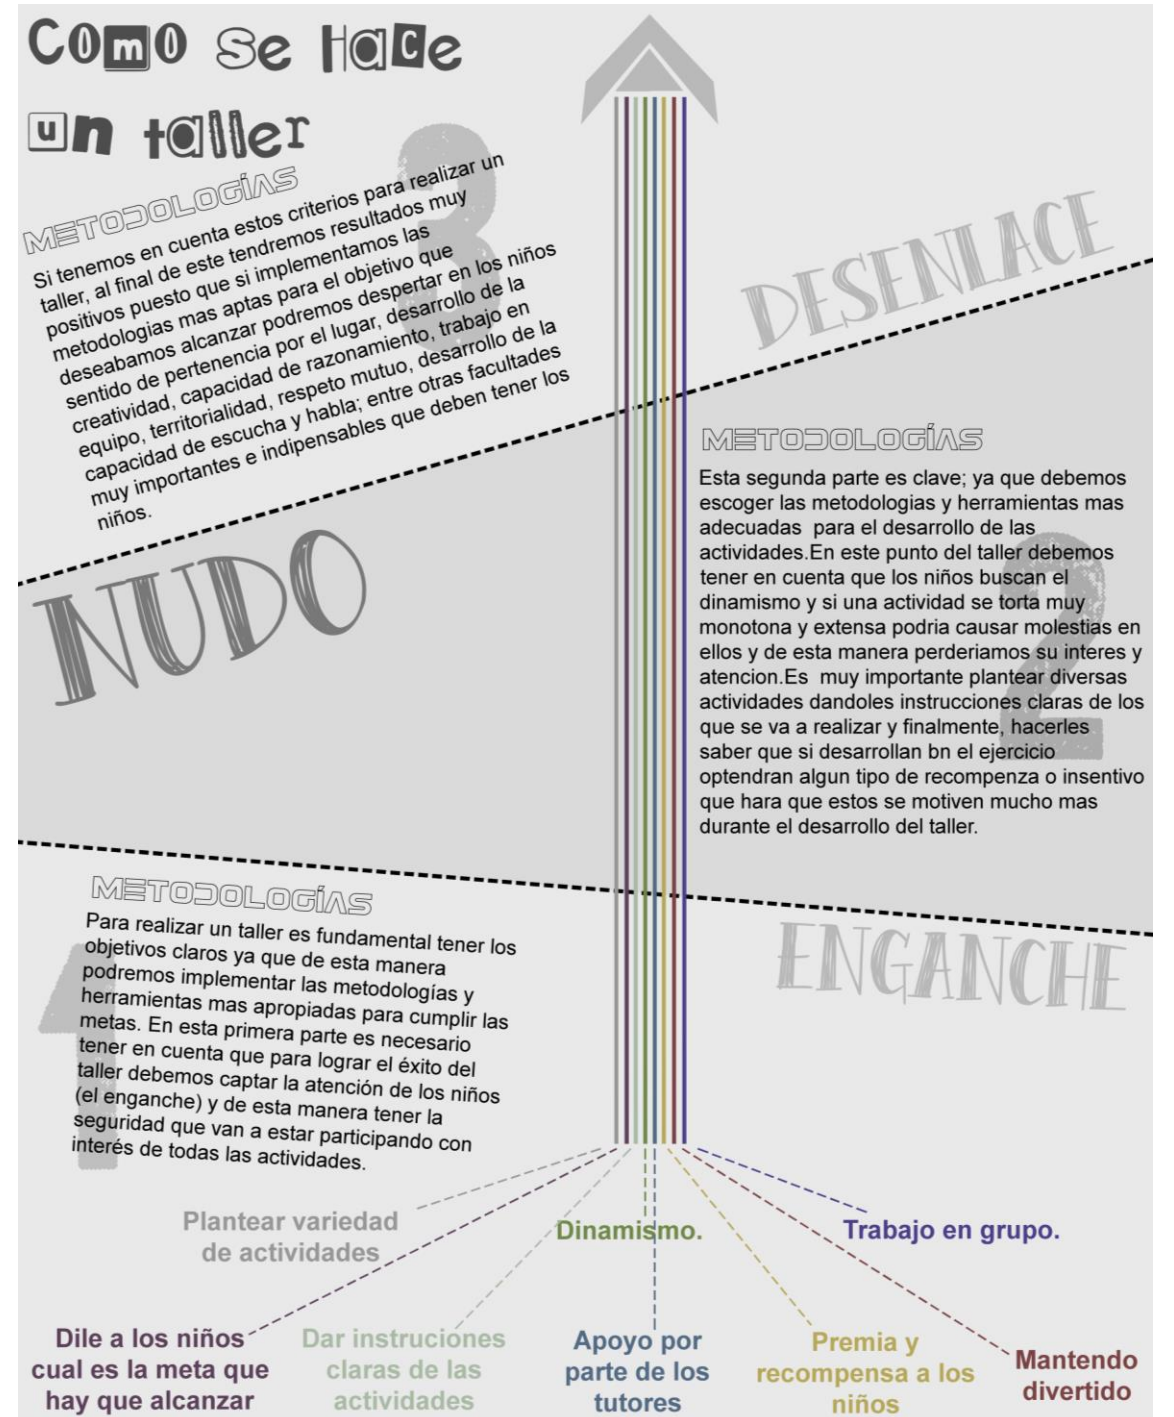 Como se Hace
un taller
METODOLOGÍAS
3
Si tenemos en cuenta estos criterios para realizar un
taller, al final de este tendremos resultados muy
positivos puesto que si implementamos las
metodologias mas aptas para el objetivo que
deseabamos alcanzar podremos despertar en los niños
sentido de pertenencia por el lugar, desarrollo de la
creatividad, capacidad de razonamiento, trabajo en
equipo, territorialidad, respeto mutuo, desarrollo de la
capacidad de escucha y habla; entre otras facultades
muy importantes e indipensables que deben tener los
niños.
DESENLACE
NUDO
METODOLOGÍAS
2
Esta segunda parte es clave; ya que debemos
escoger las metodologias y herramientas mas
adecuadas  para el desarrollo de las
actividades.En este punto del taller debemos
tener en cuenta que los niños buscan el
dinamismo y si una actividad se torta muy
monotona y extensa podria causar molestias en
ellos y de esta manera perderiamos su interes y
atencion.Es  muy importante plantear diversas
actividades dandoles instrucciones claras de los
que se va a realizar y finalmente, hacerles
saber que si desarrollan bn el ejercicio
optendran algun tipo de recompenza o insentivo
que hara que estos se motiven mucho mas
durante el desarrollo del taller.
METODOLOGÍAS
1
Para realizar un taller es fundamental tener los
objetivos claros ya que de esta manera
podremos implementar las metodologías y
herramientas mas apropiadas para cumplir las
metas. En esta primera parte es necesario
tener en cuenta que para lograr el éxito del
taller debemos captar la atención de los niños
(el enganche) y de esta manera tener la
seguridad que van a estar participando con
interés de todas las actividades.
ENGANCHE
Plantear variedad
de actividades
Dinamismo.
Trabajo en grupo.
Dile a los niños
cual es la meta que
hay que alcanzar
Dar instruciones
claras de las
actividades
Apoyo por
parte de los
tutores
Premia y
recompensa a los
niños
Mantendo
divertido